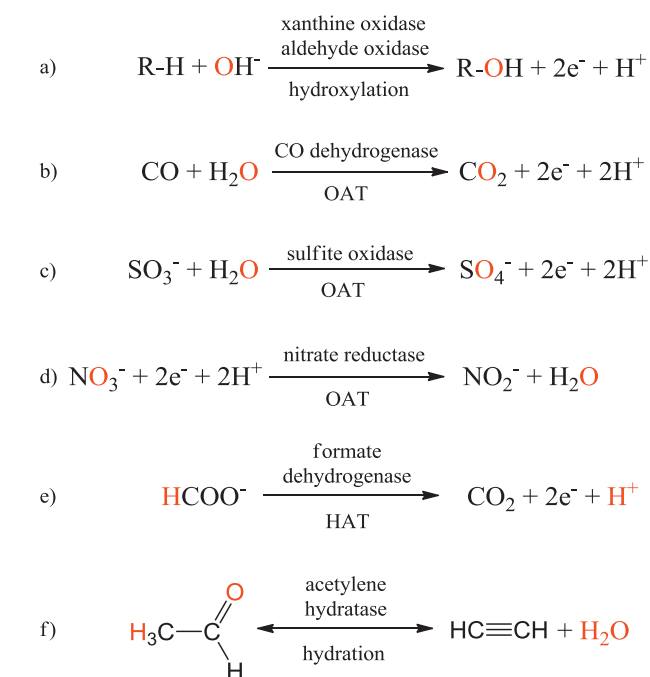 xanthine oxidase
aldehyde oxidase
a) R-H + OH⁻ R-OH + 2e⁻ + H⁺
hydroxylation
CO dehydrogenase
b) CO + H₂O CO₂ + 2e⁻ + 2H⁺
OAT
sulfite oxidase
c) SO₃⁻ + H₂O SO₄⁻ + 2e⁻ + 2H⁺
OAT
nitrate reductase
d) NO₃⁻ + 2e⁻ + 2H⁺ NO₂⁻ + H₂O
OAT
formate
dehydrogenase
e) HCOO⁻ CO₂ + 2e⁻ + H⁺
HAT
acetylene
hydratase
O
f) H₃C–C HC≡CH + H₂O
hydration
H